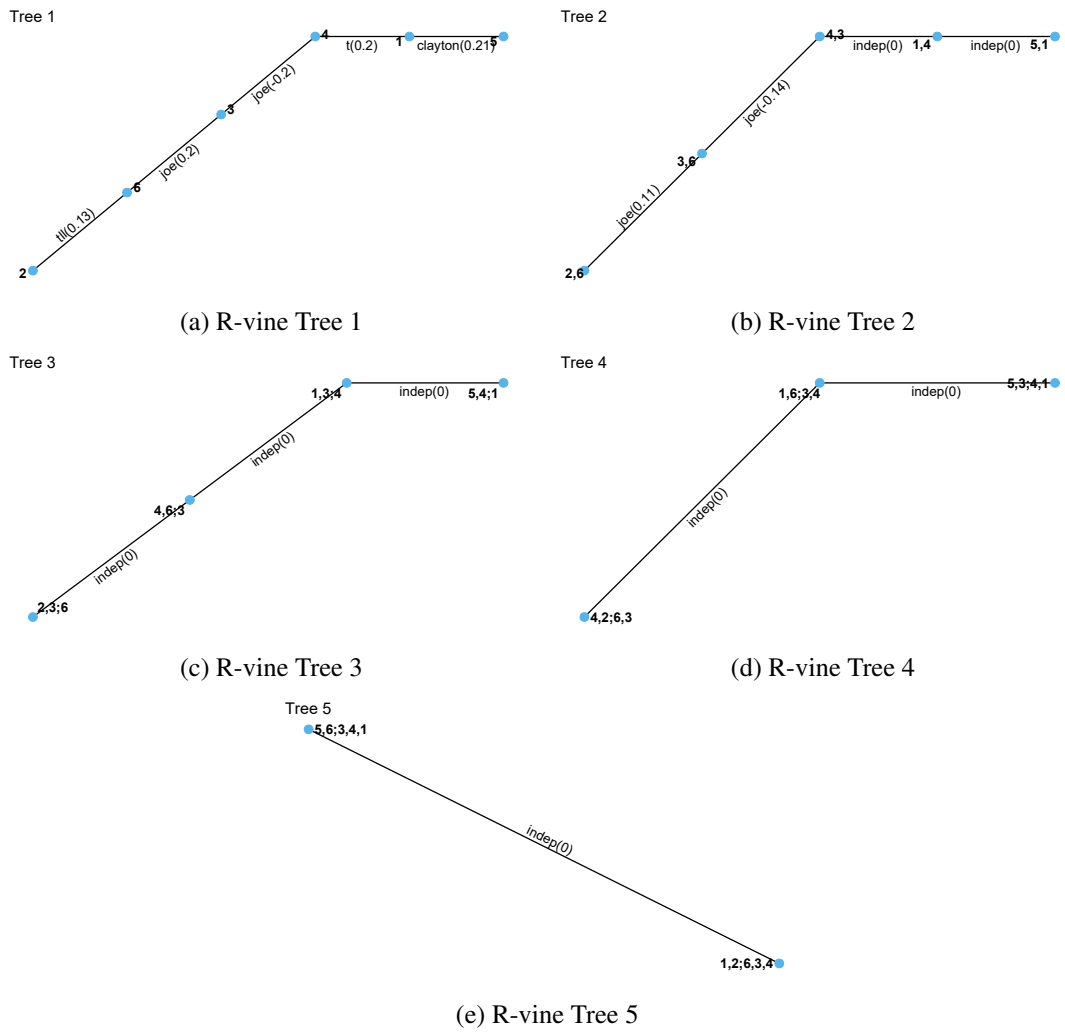 Tree 1
4
t(0.2)
1
clayton(0.21)
5
joe(-0.2)
3
joe(0.2)
6
tll(0.13)
2
(a) R-vine Tree 1
Tree 2
4,3
indep(0)
1,4
indep(0)
5,1
joe(-0.14)
3,6
joe(0.11)
2,6
(b) R-vine Tree 2
Tree 3
1,3;4
indep(0)
5,4;1
indep(0)
4,6;3
indep(0)
2,3;6
(c) R-vine Tree 3
Tree 4
1,6;3,4
indep(0)
5,3;4,1
indep(0)
4,2;6,3
(d) R-vine Tree 4
Tree 5
5,6;3,4,1
indep(0)
1,2;6,3,4
(e) R-vine Tree 5